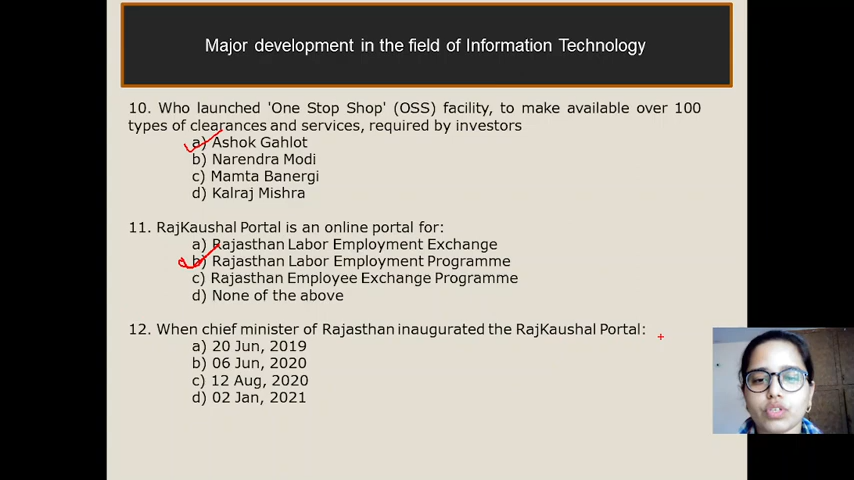 Major development in the field of Information Technology
10. Who launched 'One Stop Shop' (OSS) facility, to make available over 100
types of clearances and services, required by investors
a) Ashok Gahlot
b) Narendra Modi
c) Mamta Banergi
d) Kalraj Mishra
11. RajKaushal Portal is an online portal for:
a) Rajasthan Labor Employment Exchange
b) Rajasthan Labor Employment Programme
c) Rajasthan Employee Exchange Programme
d) None of the above
12. When chief minister of Rajasthan inaugurated the RajKaushal Portal:
a) 20 Jun, 2019
b) 06 Jun, 2020
c) 12 Aug, 2020
d) 02 Jan, 2021